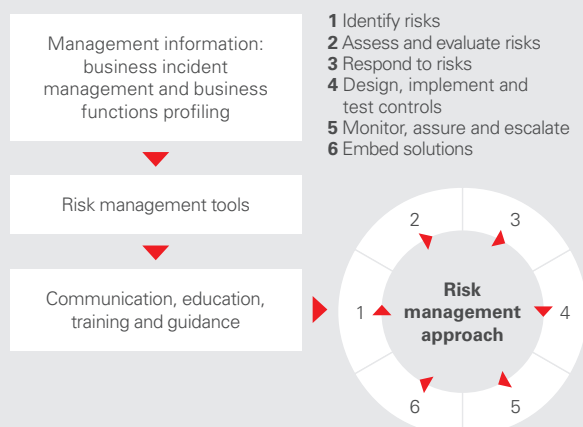 Management information:
business incident
management and business
functions profiling
Risk management tools
Communication, education,
training and guidance
1 Identify risks
2 Assess and evaluate risks
3 Respond to risks
4 Design, implement and
test controls
5 Monitor, assure and escalate
6 Embed solutions
2
3
1
Risk
management
approach
4
6
5